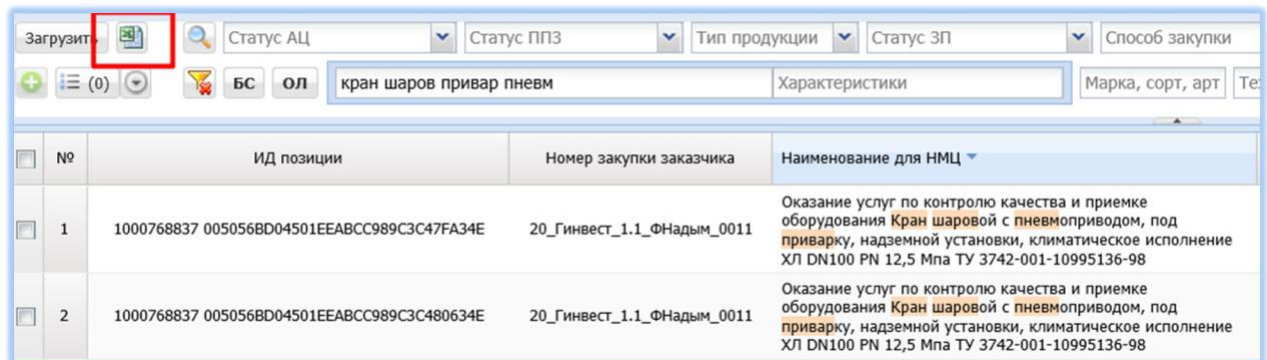 Загрузить Статус АЦ Статус ППЗ Тип продукции Статус ЗП Способ закупки
(0) БС ОЛ кран шаров привар пневм Характеристики Марка, сорт, арт Те
№ ИД позиции Номер закупки заказчика Наименование для НМЦ
1 1000768837 005056BD04501EEABCC989C3C47FA34E 20_Гинвест_1.1_ФНадым_0011 Оказание услуг по контролю качества и приемке
оборудования Кран шаровой с пневмоприводом, под
приварку, надземной установки, климатическое исполнение
ХЛ DN100 PN 12,5 Мпа ТУ 3742-001-10995136-98
2 1000768837 005056BD04501EEABCC989C3C480634E 20_Гинвест_1.1_ФНадым_0011 Оказание услуг по контролю качества и приемке
оборудования Кран шаровой с пневмоприводом, под
приварку, надземной установки, климатическое исполнение
ХЛ DN100 PN 12,5 Мпа ТУ 3742-001-10995136-98